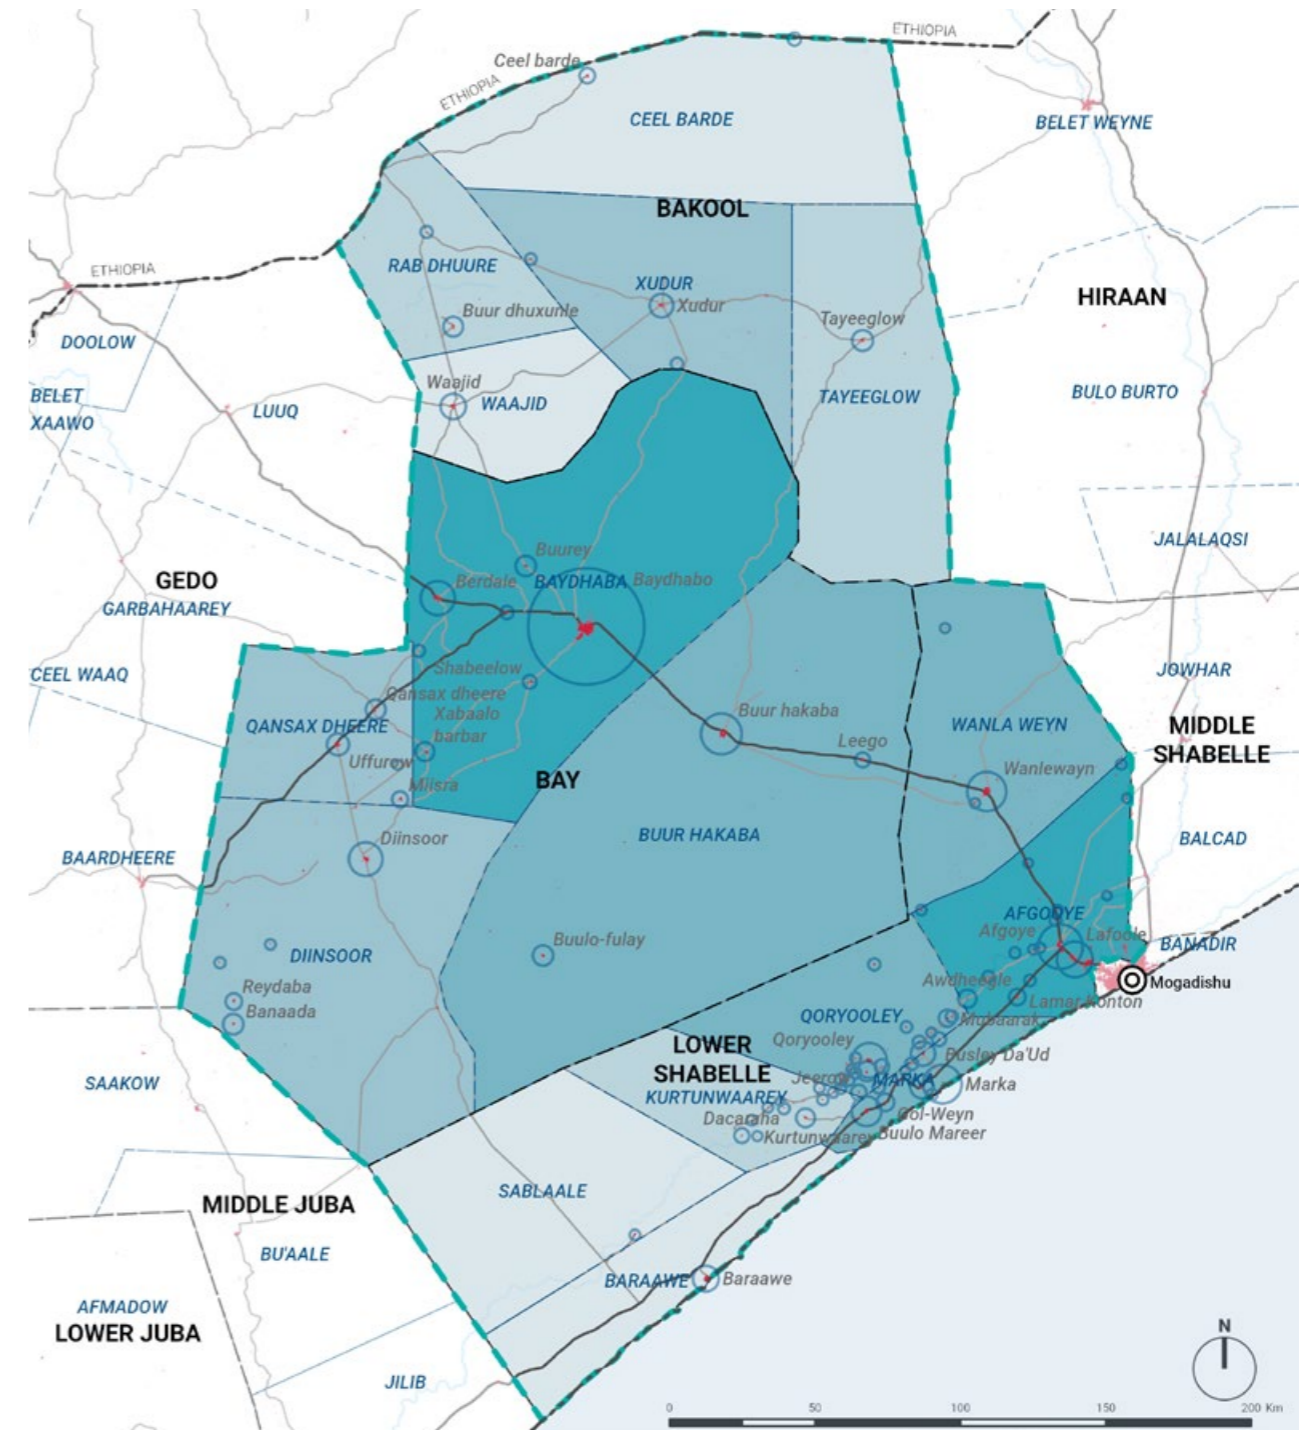 ETHIOPIA
Ceel barde
ETHIOPIA
CEEL BARDE
BELET WEYNE
BAKOOL
ETHIOPIA
RAB DHUURE
XUDUR
HIRAAN
Buur dhuxunle
Xudur
Tayeeglow
DOOLOW
Waajid
WAAJID
TAYEEGLOW
BULO BURTO
BELET
XAAWO
LUUQ
JALALAQSI
Buurey
GEDO
Berdale
BAYDHABA
Baydhabo
GARBAHAAREY
CEEL WAAQ
Shabeelow
JOWHAR
Qansax dheere
Xabaalo
barbar
Buur hakaba
QANSAX DHEERE
WANLA WEYN
MIDDLE
SHABELLE
Leego
Uffurow
Wanlewayn
BAY
Miisra
Diinsoor
BUUR HAKABA
BALCAD
BAARDHEERE
AFGOOYE
Afgoye
Lafoole
BANADIR
Buulo-fulay
DIINSOOR
Awdheegle
Mogadishu
Reydaba
Lamar Konton
Banaada
QORYOOLEY
Mubaarak
Qoryooley
LOWER
SHABELLE
Busley Da'Ud
SAAKOW
Jeerow
MARKA
Marka
KURTUNWAAREY
Dacaraha
Gol-Weyn
Kurtunwaarey
Buulo Mareer
SABLAALE
MIDDLE JUBA
BU'AALE
BARAAWE
Baraawe
AFMADOW
LOWER JUBA
N
JILIB
0 50 100 150 200 Km